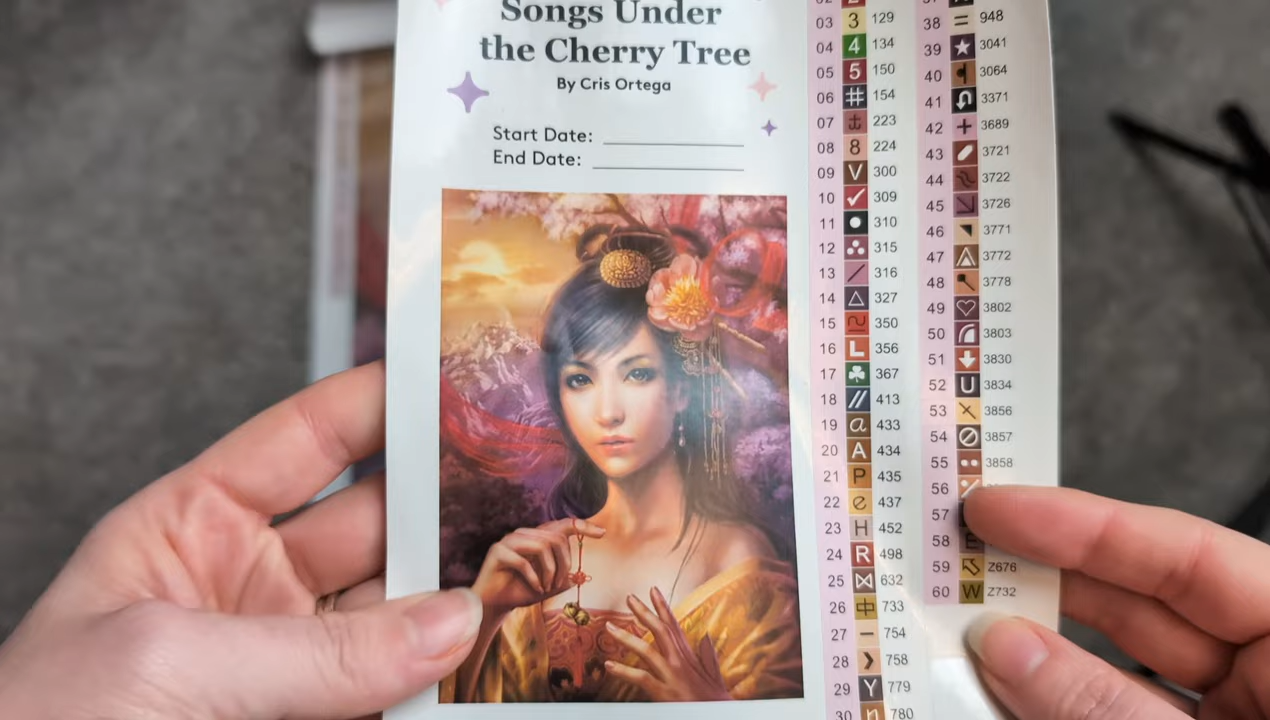 Songs Under
the Cherry Tree
By Cris Ortega
Start Date:
End Date:
03 3 129
04 4 134
05 5 150
06 # 154
07 223
08 8 224
09 V 300
10 ✓ 309
11 310
12 315
13 / 316
14 △ 327
15 350
16 L 356
17 ☘ 367
18 // 413
19 a 433
20 A 434
21 P 435
22 e 437
23 H 452
24 R 498
25 ⋈ 632
26 中 733
27 – 754
28 ❯ 758
29 Y 779
30 n 780
38 = 948
39 ★ 3041
40 3064
41 3371
42 + 3689
43 3721
44 3722
45 3726
46 3771
47 3772
48 3778
49 ♡ 3802
50 3803
51 3830
52 U 3834
53 × 3856
54 ⊘ 3857
55 •• 3858
56
57
58 E
59 Z676
60 W Z732